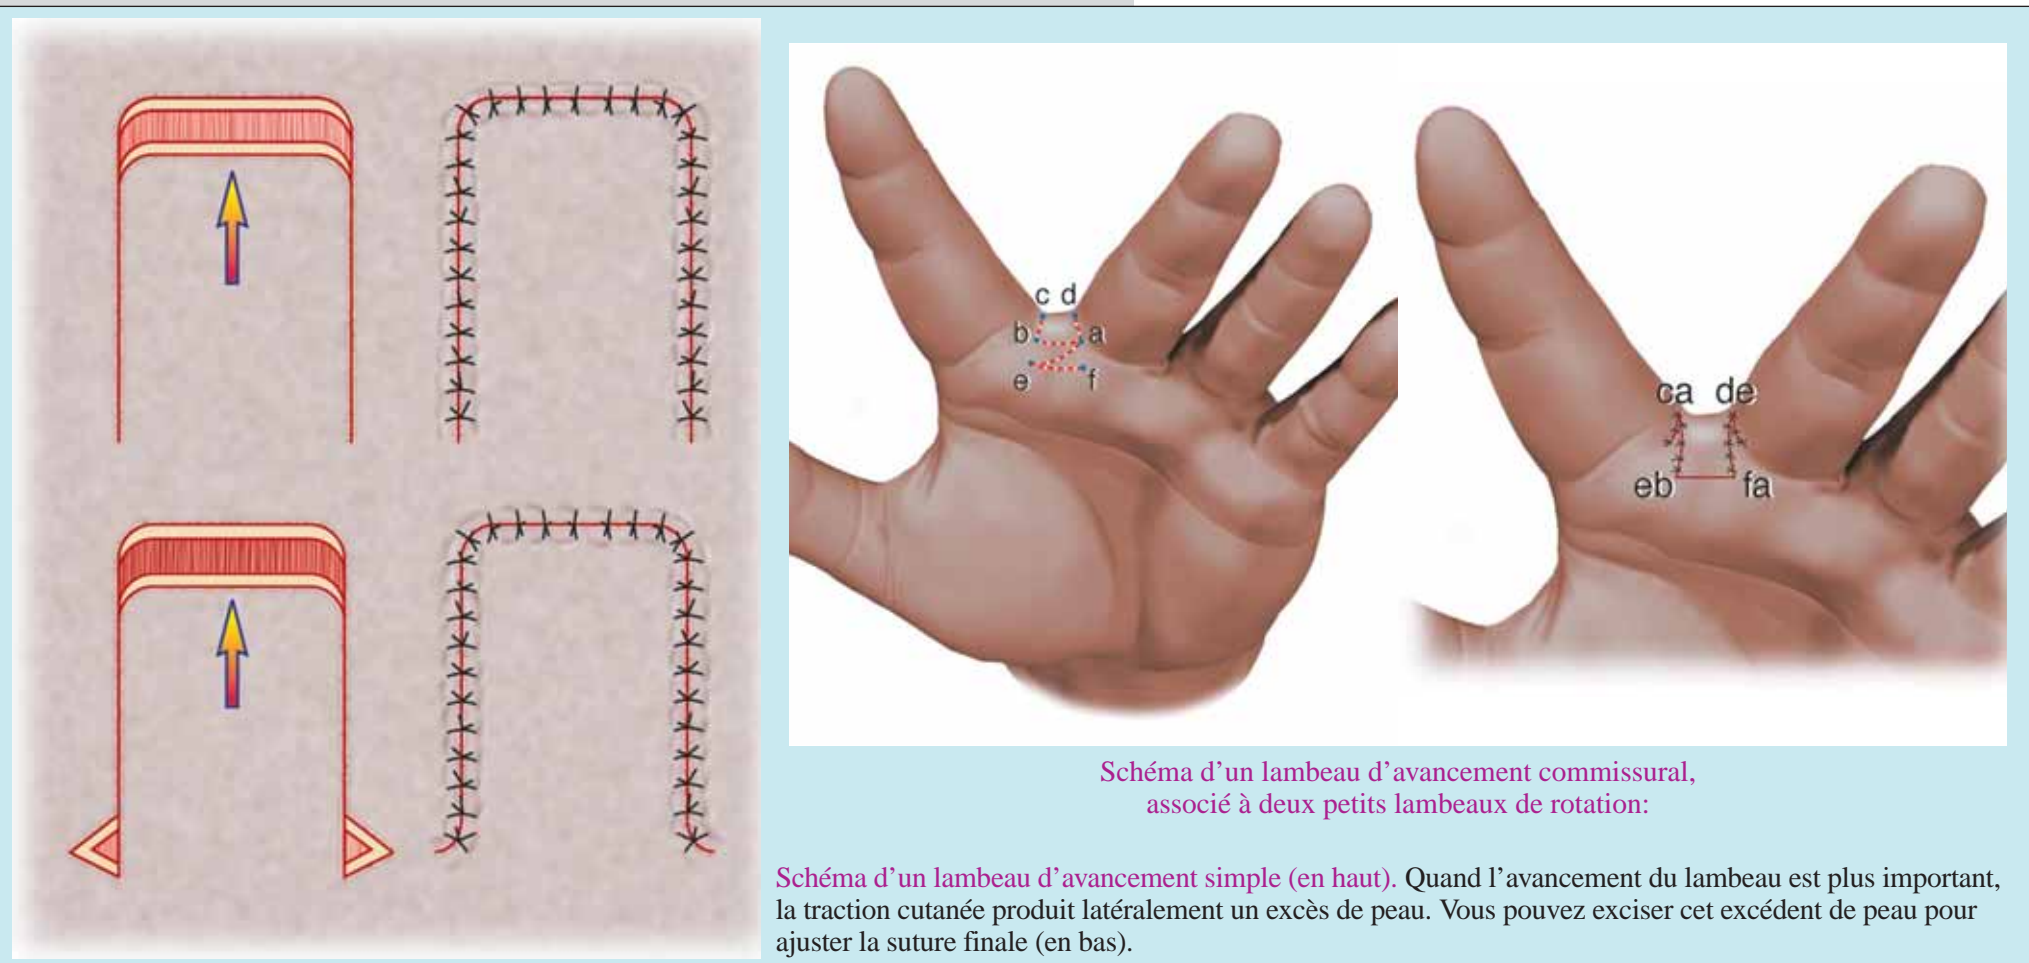 c d
b a
e f
ca de
eb fa
Schéma d’un lambeau d’avancement commissural,
associé à deux petits lambeaux de rotation:
Schéma d’un lambeau d’avancement simple (en haut). Quand l’avancement du lambeau est plus important,
la traction cutanée produit latéralement un excès de peau. Vous pouvez exciser cet excédent de peau pour
ajuster la suture finale (en bas).